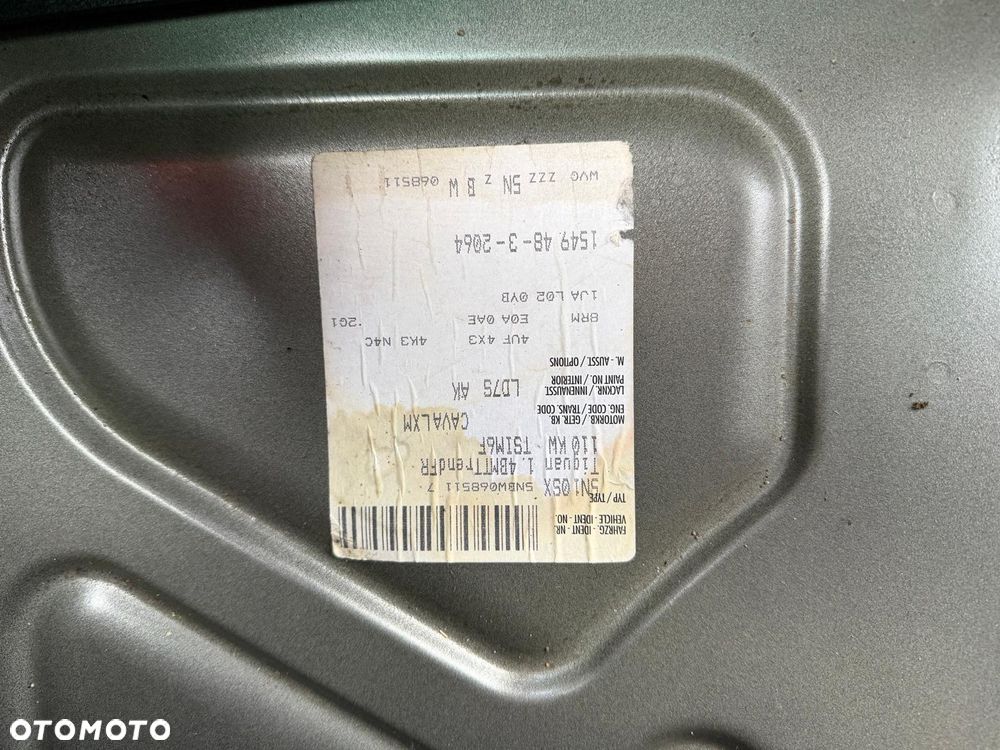 FAHRZG. - IDENT - NR.
VEHICLE - IDENT - NO.
5NBW068511 7
TYP / TYPE
5N10SX
Tiguan 1.4BMTTrendFR
110 KW TSIM6F
MOTORKB. / GETR. KB.
ENG. CODE / TRANS. CODE
CAVALXM
LACKNR. / INNENAUSST.
PAINT NO. / INTERIOR
LD7S AK
M. - AUSST. / OPTIONS
4UF 4X3 4K3 N4C
8RM E0A 0AE 2G1
1JA L02 0YB
1549 48-3-2064
WVG ZZZ 5N Z B W 068511
OTOMOTO